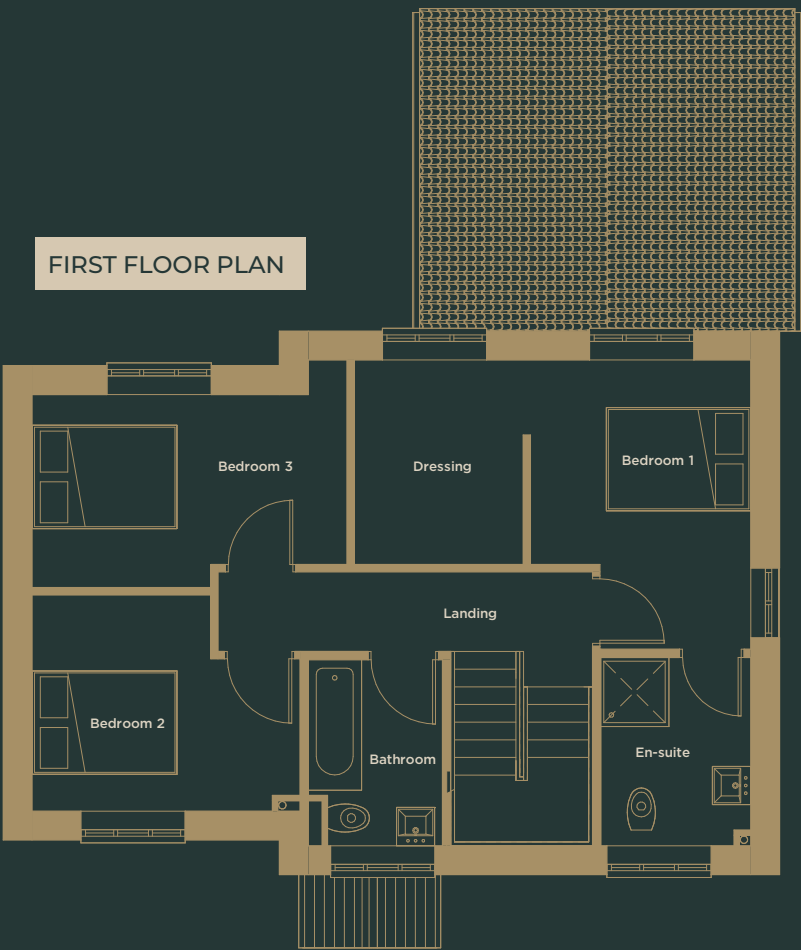 FIRST FLOOR PLAN
Bedroom 3
Dressing
Bedroom 1
Landing
Bedroom 2
Bathroom
En-suite